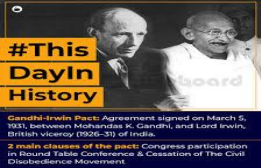 #This
DayIn
History
Gandhi-Irwin Pact: Agreement signed on March 5,
1931, between Mohandas K. Gandhi, and Lord Irwin,
British viceroy (1926-31) of India.
2 main clauses of the pact: Congress participation
in Round Table Conference & Cessation of The Civil
Disobedience Movement